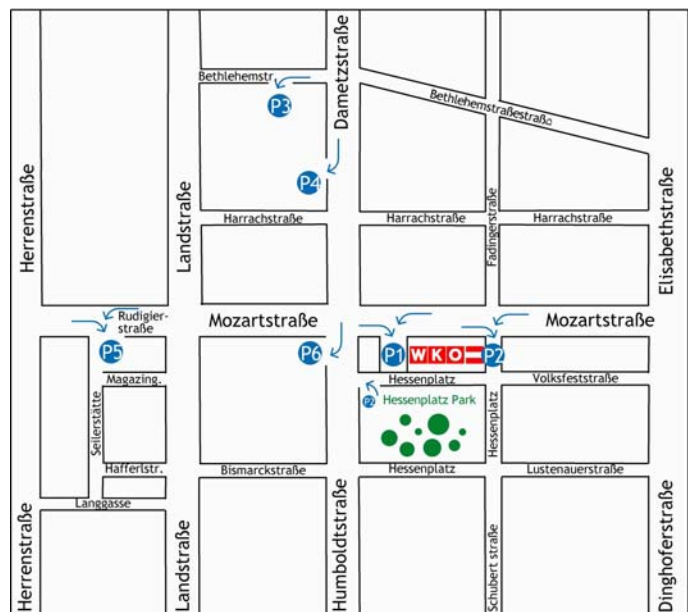 Bethlehemstr.
P3
Dametzstraße
Bethlehemstraßestraß
P4
Herrenstraße
Landstraße
Harrachstraße
Harrachstraße
Fadingerstraße
Harrachstraße
Elisabethstraße
Rudigier-
straße
Mozartstraße
Mozartstraße
P5
P6
P1
WKO
P2
Magazing.
Hessenplatz
Volksfeststraße
P2
Hessenplatz Park
Seilerstätte
Hessenplatz
Hafferlstr.
Bismarckstraße
Hessenplatz
Lustenauerstraße
Langgasse
Herrenstraße
Landstraße
Humboldtstraße
Schubert straße
Dinghoferstraße